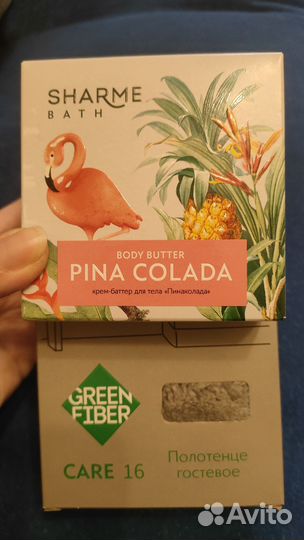 SHARME
BATH
BODY BUTTER
PINA COLADA
крем-баттер для тела «Пинаколада»
GREEN
FIBER
CARE 16
Полотенце
гостевое
Avito